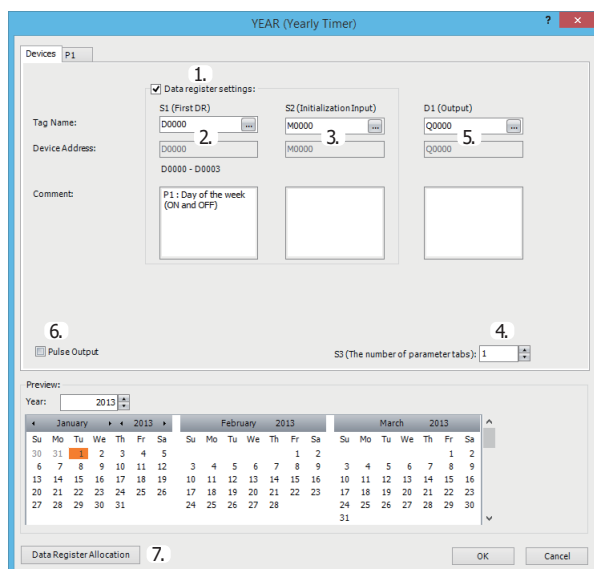 YEAR (Yearly Timer) ? ×
Devices P1
1.
Data register settings:
S1 (First DR) S2 (Initialization Input) D1 (Output)
Tag Name: D0000 ... M0000 ... Q0000 ...
2. 3. 5.
Device Address: D0000 M0000 Q0000
D0000 - D0003
Comment: P1 : Day of the week
(ON and OFF)
6. 4.
Pulse Output S3 (The number of parameter tabs): 1
Preview:
Year: 2013
January 2013 February 2013 March 2013
Su Mo Tu We Th Fr Sa Su Mo Tu We Th Fr Sa Su Mo Tu We Th Fr Sa
30 31 1 2 3 4 5 1 2 1 2
6 7 8 9 10 11 12 3 4 5 6 7 8 9 3 4 5 6 7 8 9
13 14 15 16 17 18 19 10 11 12 13 14 15 16 10 11 12 13 14 15 16
20 21 22 23 24 25 26 17 18 19 20 21 22 23 17 18 19 20 21 22 23
27 28 29 30 31 24 25 26 27 28 24 25 26 27 28 29 30
31
Data Register Allocation 7. OK Cancel